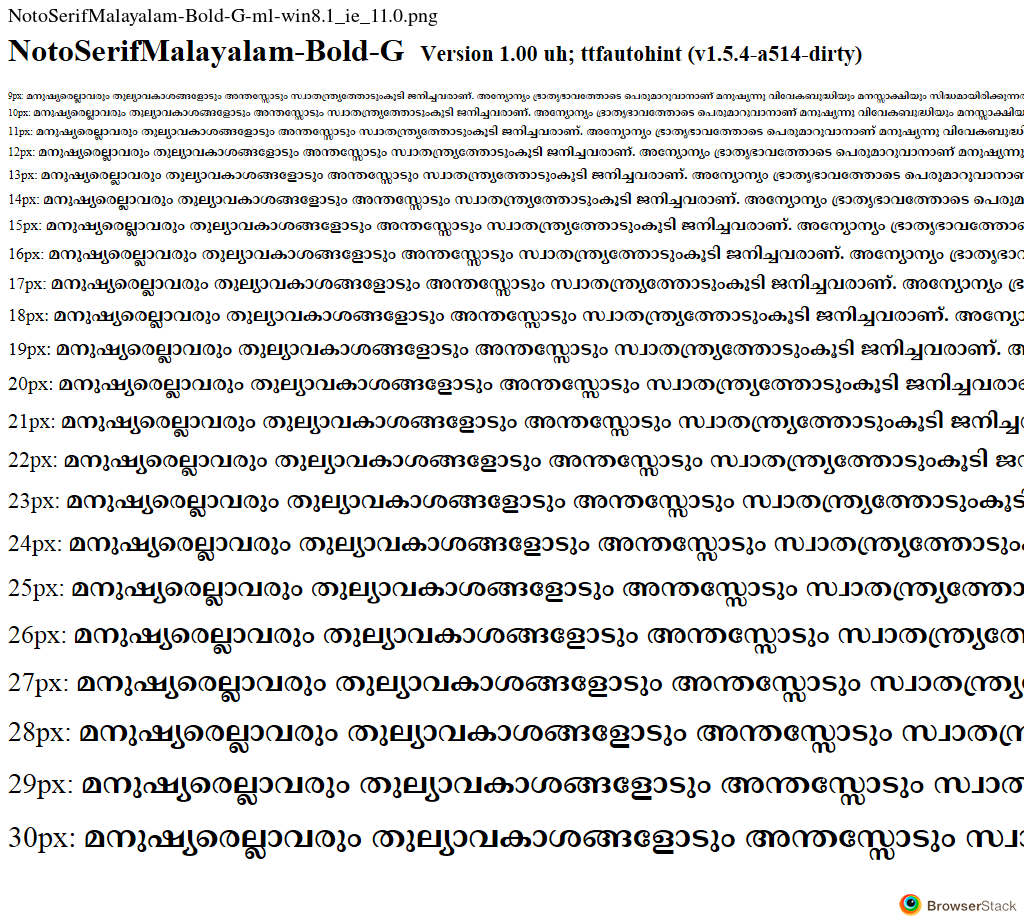 NotoSerifMalayalam-Bold-G-ml-win8.1_ie_11.0.png
NotoSerifMalayalam-Bold-G Version 1.00 uh; ttfautohint (v1.5.4-a514-dirty)
9px: മനുഷ്യരെല്ലാവരും തുല്യാവകാശങ്ങളോടും അന്തസ്സോടും സ്വാതന്ത്ര്യത്തോടുംകൂടി ജനിച്ചവരാണ്. അന്യോന്യം ഭ്രാതൃഭാവത്തോടെ പെരുമാറുവാനാണ് മനുഷ്യന്നു വിവേകബുദ്ധിയും മനസ്സാക്ഷിയും സിദ്ധമായിരിക്കുന്നത
10px: മനുഷ്യരെല്ലാവരും തുല്യാവകാശങ്ങളോടും അന്തസ്സോടും സ്വാതന്ത്ര്യത്തോടുംകൂടി ജനിച്ചവരാണ്. അന്യോന്യം ഭ്രാതൃഭാവത്തോടെ പെരുമാറുവാനാണ് മനുഷ്യന്നു വിവേകബുദ്ധിയും മനസ്സാക്ഷിയ
11px: മനുഷ്യരെല്ലാവരും തുല്യാവകാശങ്ങളോടും അന്തസ്സോടും സ്വാതന്ത്ര്യത്തോടുംകൂടി ജനിച്ചവരാണ്. അന്യോന്യം ഭ്രാതൃഭാവത്തോടെ പെരുമാറുവാനാണ് മനുഷ്യന്നു വിവേകബുദ്ധ
12px: മനുഷ്യരെല്ലാവരും തുല്യാവകാശങ്ങളോടും അന്തസ്സോടും സ്വാതന്ത്ര്യത്തോടുംകൂടി ജനിച്ചവരാണ്. അന്യോന്യം ഭ്രാതൃഭാവത്തോടെ പെരുമാറുവാനാണ് മനുഷ്യന്നു
13px: മനുഷ്യരെല്ലാവരും തുല്യാവകാശങ്ങളോടും അന്തസ്സോടും സ്വാതന്ത്ര്യത്തോടുംകൂടി ജനിച്ചവരാണ്. അന്യോന്യം ഭ്രാതൃഭാവത്തോടെ പെരുമാറുവാനാണ
14px: മനുഷ്യരെല്ലാവരും തുല്യാവകാശങ്ങളോടും അന്തസ്സോടും സ്വാതന്ത്ര്യത്തോടുംകൂടി ജനിച്ചവരാണ്. അന്യോന്യം ഭ്രാതൃഭാവത്തോടെ പെരുമ
15px: മനുഷ്യരെല്ലാവരും തുല്യാവകാശങ്ങളോടും അന്തസ്സോടും സ്വാതന്ത്ര്യത്തോടുംകൂടി ജനിച്ചവരാണ്. അന്യോന്യം ഭ്രാതൃഭാവത്തോ
16px: മനുഷ്യരെല്ലാവരും തുല്യാവകാശങ്ങളോടും അന്തസ്സോടും സ്വാതന്ത്ര്യത്തോടുംകൂടി ജനിച്ചവരാണ്. അന്യോന്യം ഭ്രാതൃഭാവ
17px: മനുഷ്യരെല്ലാവരും തുല്യാവകാശങ്ങളോടും അന്തസ്സോടും സ്വാതന്ത്ര്യത്തോടുംകൂടി ജനിച്ചവരാണ്. അന്യോന്യം ഭ്ര
18px: മനുഷ്യരെല്ലാവരും തുല്യാവകാശങ്ങളോടും അന്തസ്സോടും സ്വാതന്ത്ര്യത്തോടുംകൂടി ജനിച്ചവരാണ്. അന്യോ
19px: മനുഷ്യരെല്ലാവരും തുല്യാവകാശങ്ങളോടും അന്തസ്സോടും സ്വാതന്ത്ര്യത്തോടുംകൂടി ജനിച്ചവരാണ്. അ
20px: മനുഷ്യരെല്ലാവരും തുല്യാവകാശങ്ങളോടും അന്തസ്സോടും സ്വാതന്ത്ര്യത്തോടുംകൂടി ജനിച്ചവരാണ
21px: മനുഷ്യരെല്ലാവരും തുല്യാവകാശങ്ങളോടും അന്തസ്സോടും സ്വാതന്ത്ര്യത്തോടുംകൂടി ജനിച്ചവ
22px: മനുഷ്യരെല്ലാവരും തുല്യാവകാശങ്ങളോടും അന്തസ്സോടും സ്വാതന്ത്ര്യത്തോടുംകൂടി ജന
23px: മനുഷ്യരെല്ലാവരും തുല്യാവകാശങ്ങളോടും അന്തസ്സോടും സ്വാതന്ത്ര്യത്തോടുംകൂട
24px: മനുഷ്യരെല്ലാവരും തുല്യാവകാശങ്ങളോടും അന്തസ്സോടും സ്വാതന്ത്ര്യത്തോടും
25px: മനുഷ്യരെല്ലാവരും തുല്യാവകാശങ്ങളോടും അന്തസ്സോടും സ്വാതന്ത്ര്യത്തോ
26px: മനുഷ്യരെല്ലാവരും തുല്യാവകാശങ്ങളോടും അന്തസ്സോടും സ്വാതന്ത്ര്യത്തേ
27px: മനുഷ്യരെല്ലാവരും തുല്യാവകാശങ്ങളോടും അന്തസ്സോടും സ്വാതന്ത്ര്യ
28px: മനുഷ്യരെല്ലാവരും തുല്യാവകാശങ്ങളോടും അന്തസ്സോടും സ്വാതന്ത്ര
29px: മനുഷ്യരെല്ലാവരും തുല്യാവകാശങ്ങളോടും അന്തസ്സോടും സ്വാത
30px: മനുഷ്യരെല്ലാവരും തുല്യാവകാശങ്ങളോടും അന്തസ്സോടും സ്വാ
BrowserStack